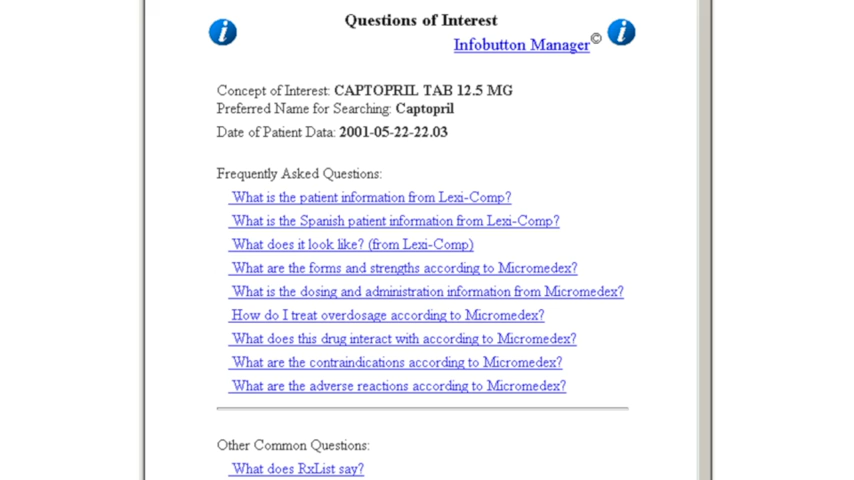 Questions of Interest
Infobutton Manager©
Concept of Interest: CAPTOPRIL TAB 12.5 MG
Preferred Name for Searching: Captopril
Date of Patient Data: 2001-05-22-22.03
Frequently Asked Questions:
What is the patient information from Lexi-Comp?
What is the Spanish patient information from Lexi-Comp?
What does it look like? (from Lexi-Comp)
What are the forms and strengths according to Micromedex?
What is the dosing and administration information from Micromedex?
How do I treat overdosage according to Micromedex?
What does this drug interact with according to Micromedex?
What are the contraindications according to Micromedex?
What are the adverse reactions according to Micromedex?
Other Common Questions:
What does RxList say?